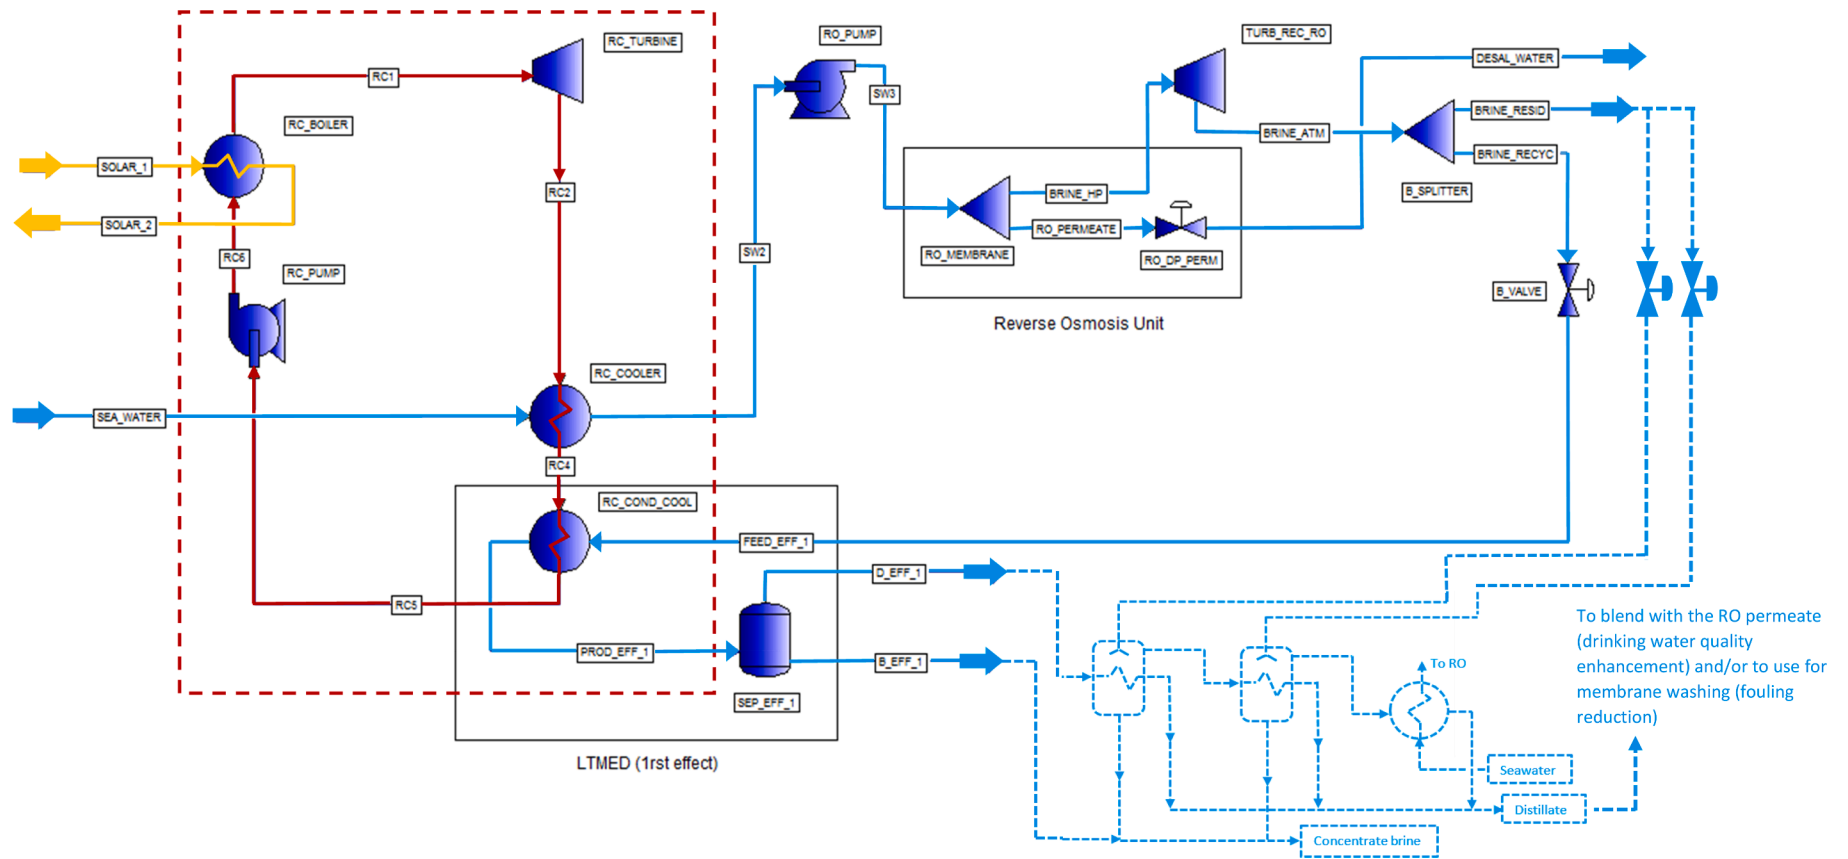 RC_TURBINE
RO_PUMP
TURB_REC_RO
DESAL_WATER
RC1
SW3
BRINE_RESID
RC_BOILER
BRINE_ATM
BRINE_RECYC
SOLAR_1
RC2
BRINE_HP
B_SPLITTER
SOLAR_2
RO_PERMEATE
RC6
SW2
RO_MEMBRANE
RO_DP_PERM
RC_PUMP
B_VALVE
Reverse Osmosis Unit
RC_COOLER
SEA_WATER
RC4
RC_COND_COOL
FEED_EFF_1
D_EFF_1
RC5
To blend with the RO permeate
(drinking water quality
enhancement) and/or to use for
membrane washing (fouling
reduction)
PROD_EFF_1
B_EFF_1
To RO
SEP_EFF_1
LTMED (1rst effect)
Seawater
Distillate
Concentrate brine